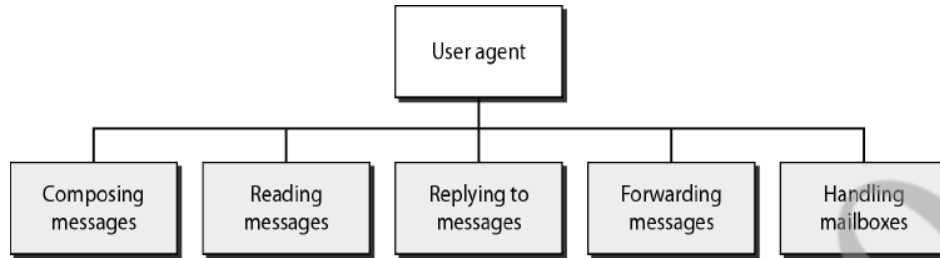 User agent
Composing
messages
Reading
messages
Replying to
messages
Forwarding
messages
Handling
mailboxes